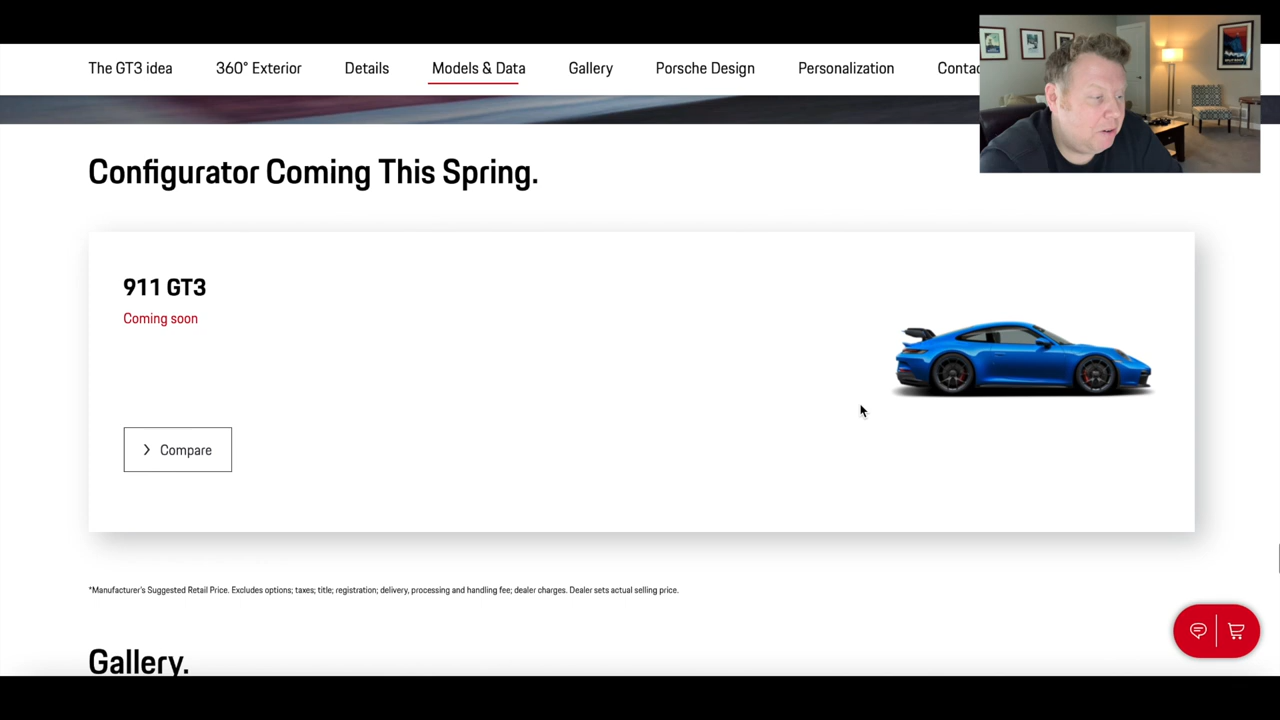 The GT3 idea
360° Exterior
Details
Models & Data
Gallery
Porsche Design
Personalization
Configurator Coming This Spring.
911 GT3
Coming soon
Compare
*Manufacturer's Suggested Retail Price. Excludes options; taxes; title; registration; delivery, processing and handling fee; dealer charges. Dealer sets actual selling price.
Gallery.